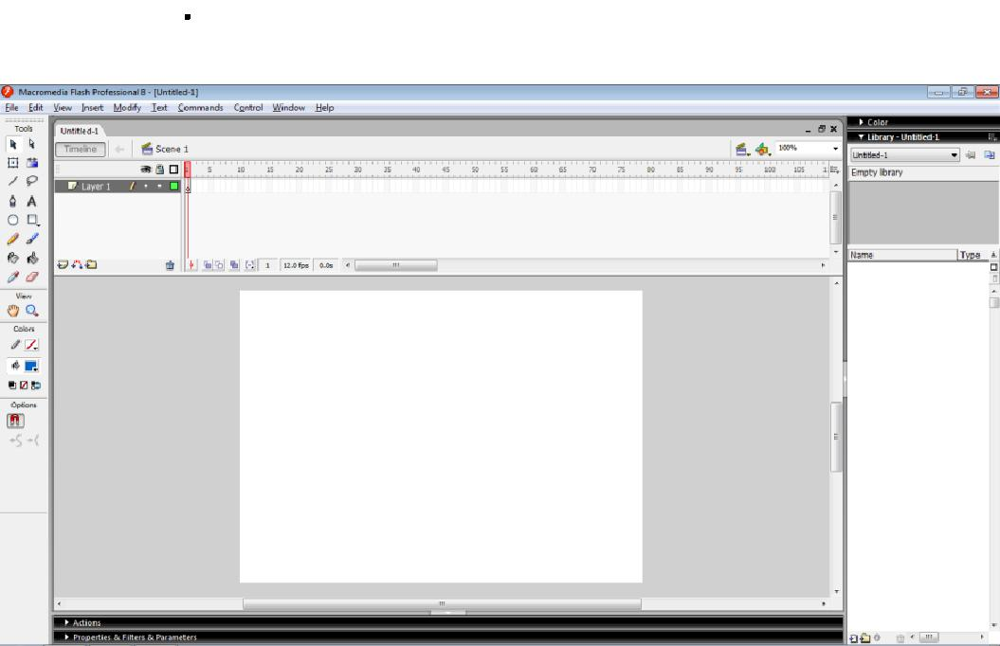 Macromedia Flash Professional 8 - [Untitled-1]
File Edit View Insert Modify Text Commands Control Window Help
Tools
Untitled-1
Timeline
Scene 1
100%
1 5 10 15 20 25 30 35 40 45 50 55 60 65 70 75 80 85 90 95 100 105 1
Layer 1
1 12.0 fps 0.0s
View
Colors
Options
Actions
Properties & Filters & Parameters
Color
Library - Untitled-1
Untitled-1
Empty library
Name Type